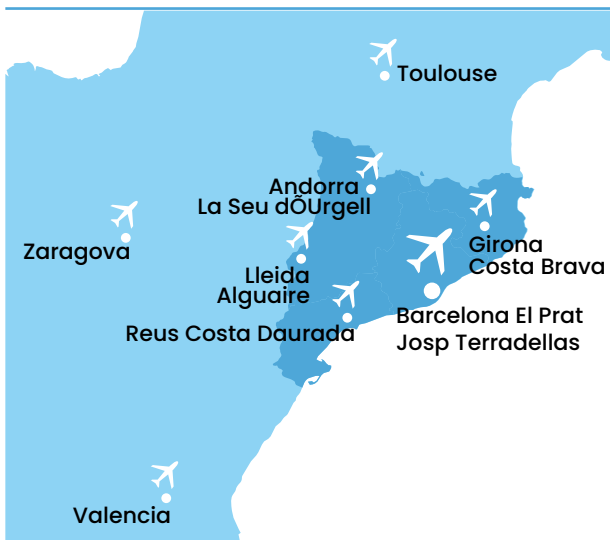 Toulouse
Andorra
La Seu dÕUrgell
Zaragova
Girona
Costa Brava
Lleida
Alguaire
Reus Costa Daurada
Barcelona El Prat
Josp Terradellas
Valencia